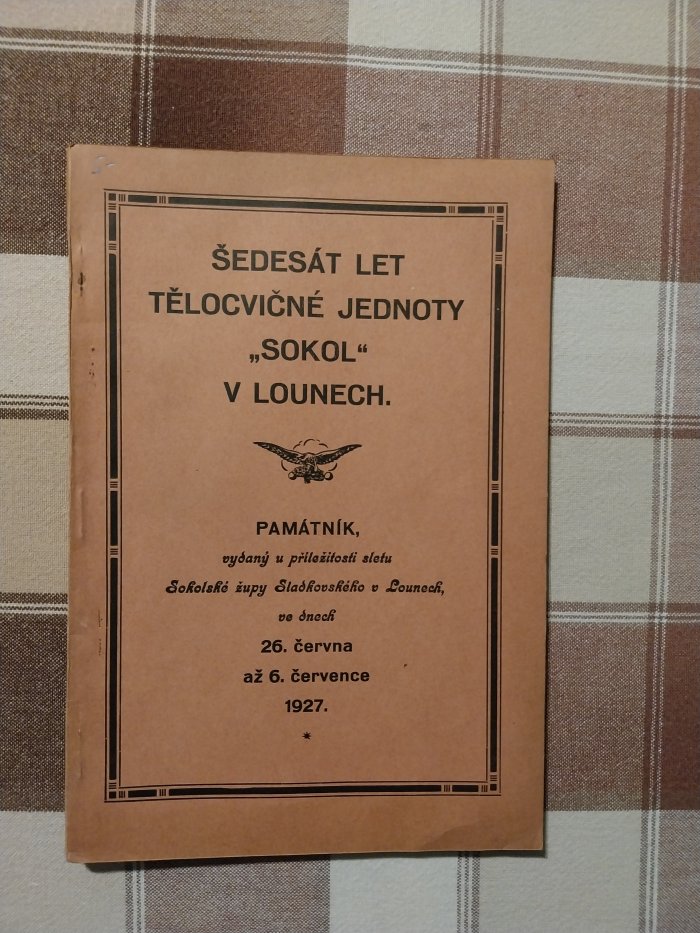 ŠEDESÁT LET
TĚLOCVIČNÉ JEDNOTY
„SOKOL“
V LOUNECH.
PAMÁTNÍK,
vydaný u příležitosti sletu
Sokolské župy Sladkovského v Lounech,
ve dnech
26. června
až 6. července
1927.
*